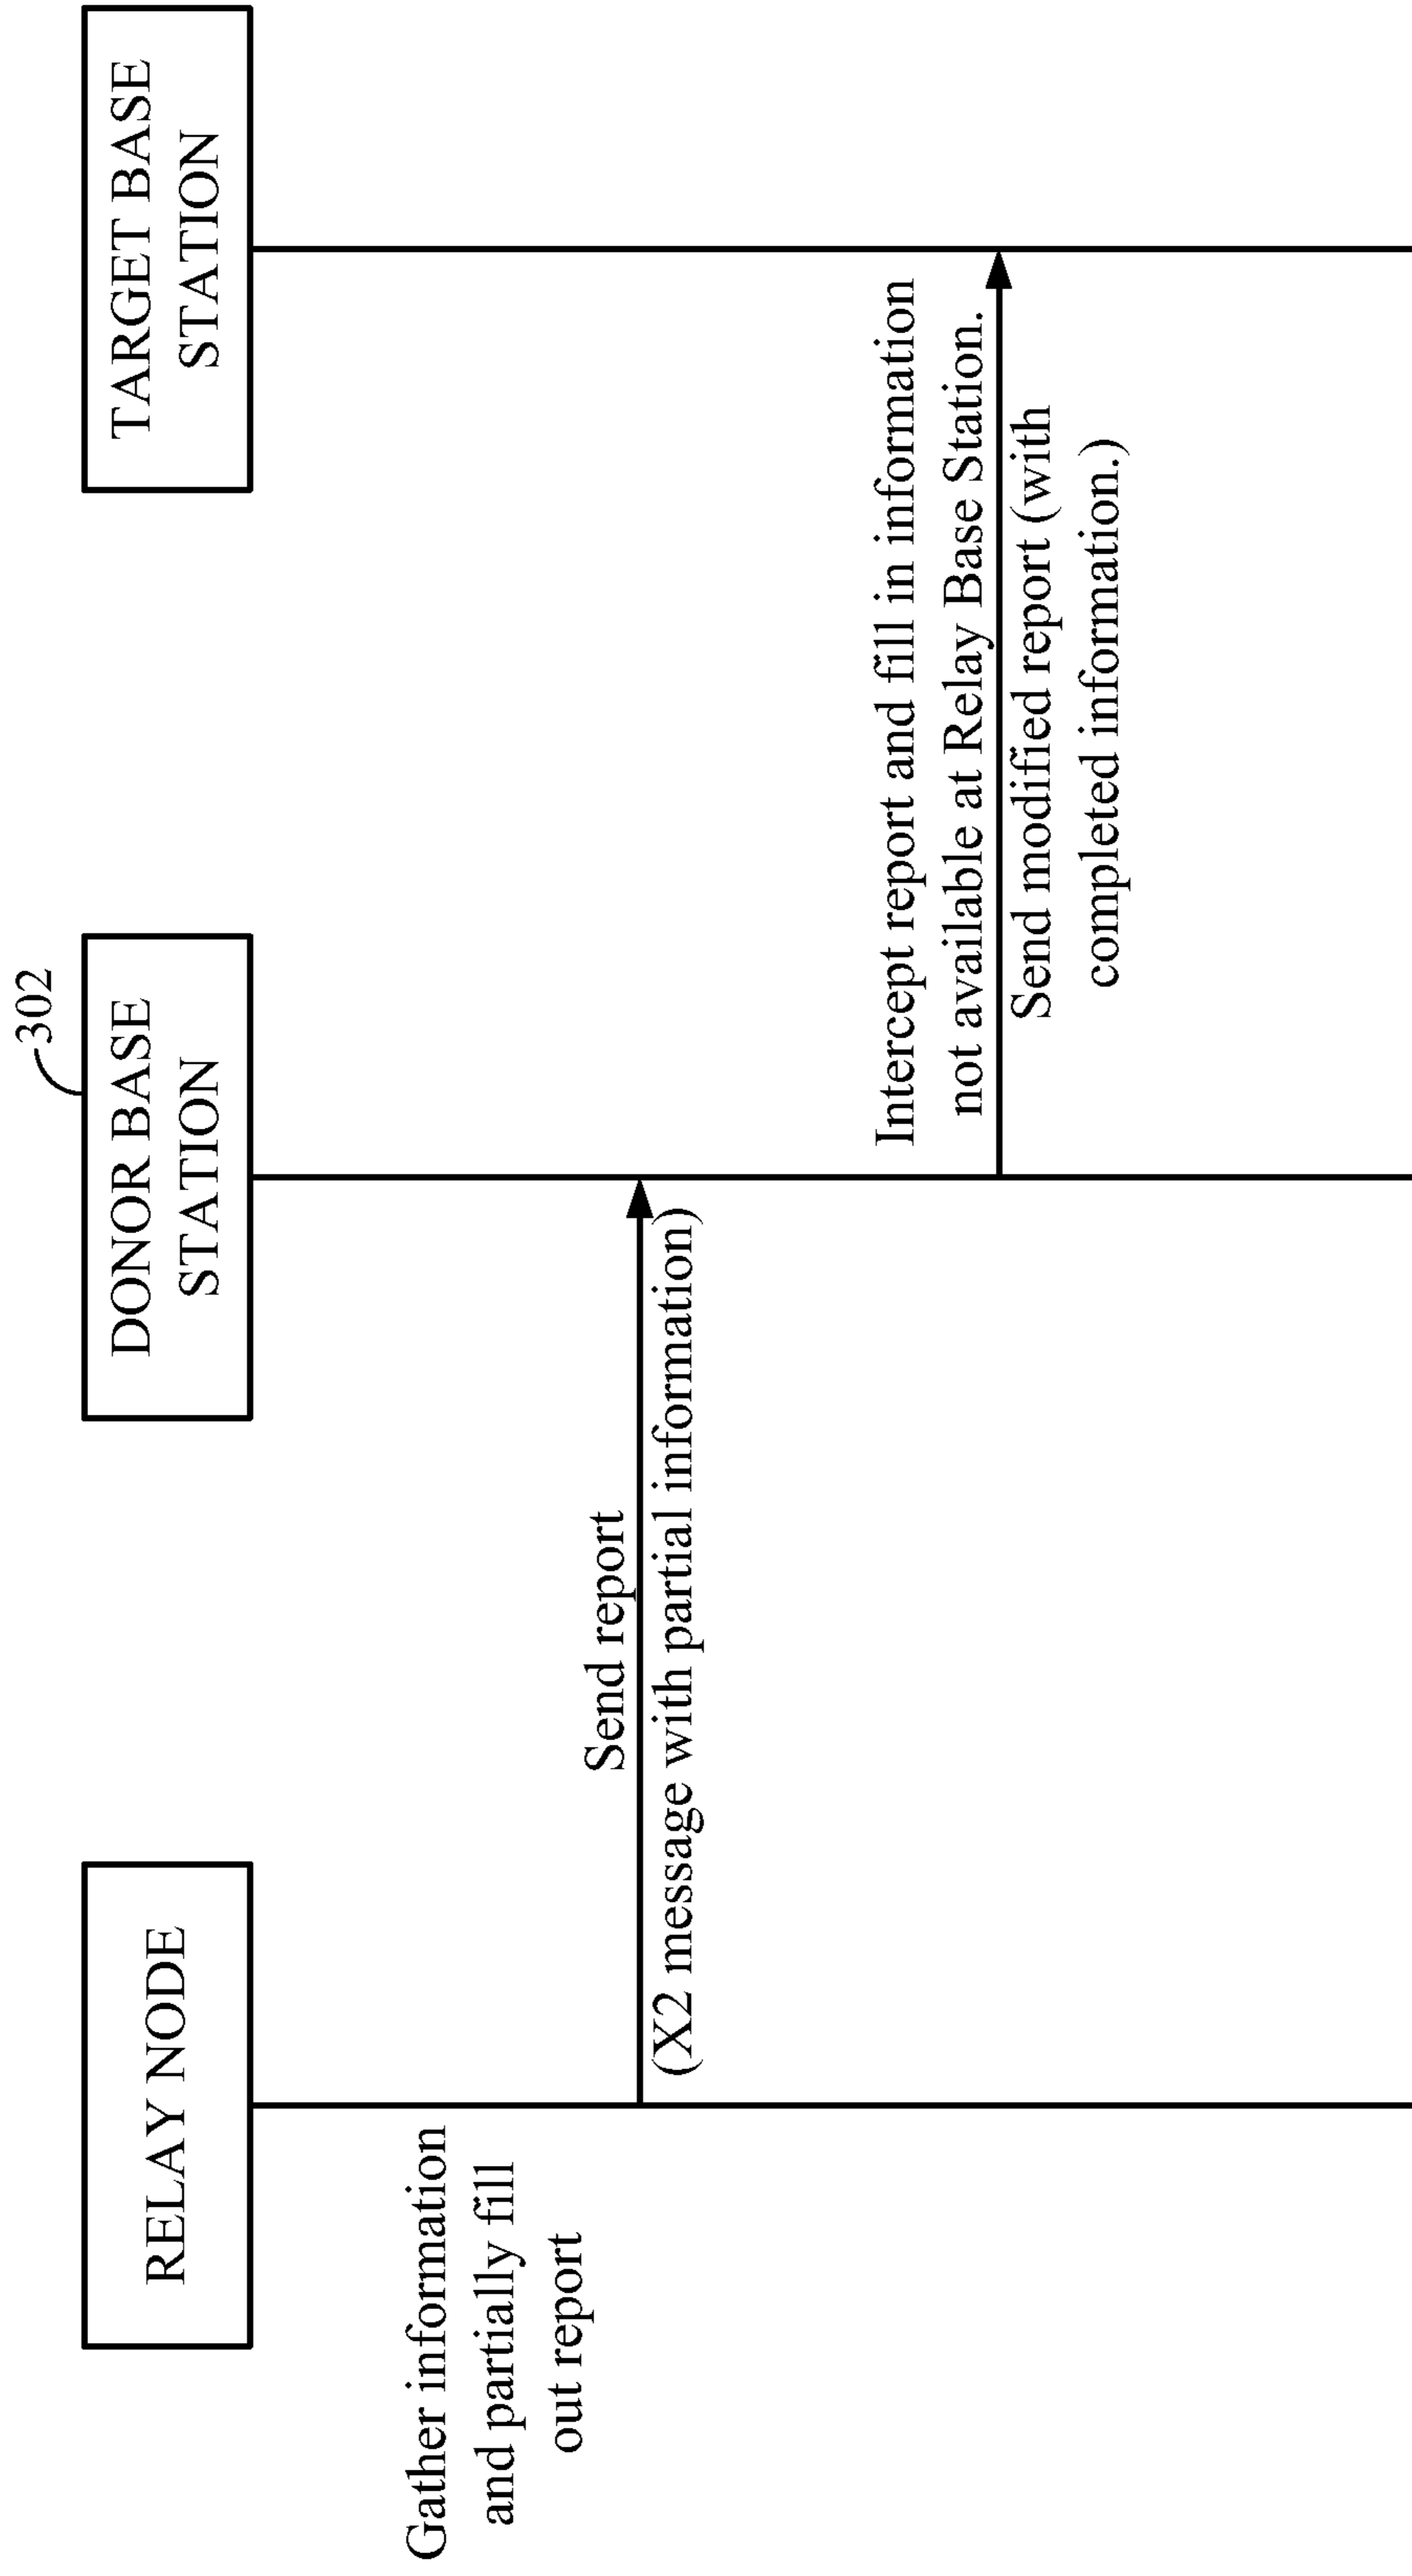 302
RELAY NODE
DONOR BASE
STATION
TARGET BASE
STATION
Gather information
and partially fill
out report
Send report
(X2 message with partial information)
Intercept report and fill in information
not available at Relay Base Station.
Send modified report (with
completed information.)